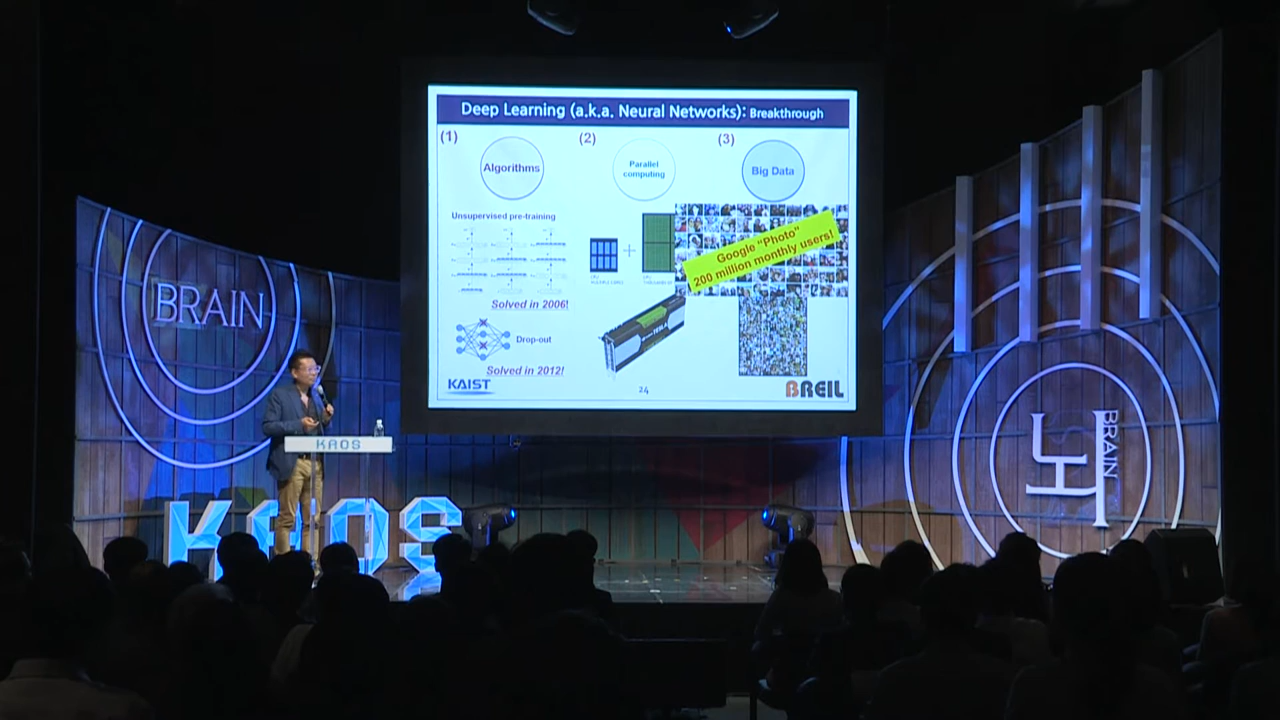 Deep Learning (a.k.a. Neural Networks): Breakthrough
(1)
Algorithms
(2)
Parallel
computing
(3)
Big Data
Unsupervised pre-training
Solved in 2006!
Drop-out
Solved in 2012!
TESLA
Google "Photo"
200 million monthly users!
KAIST
24
BREIL
BRAIN
KAOS
KAOS
뇌
BRAIN